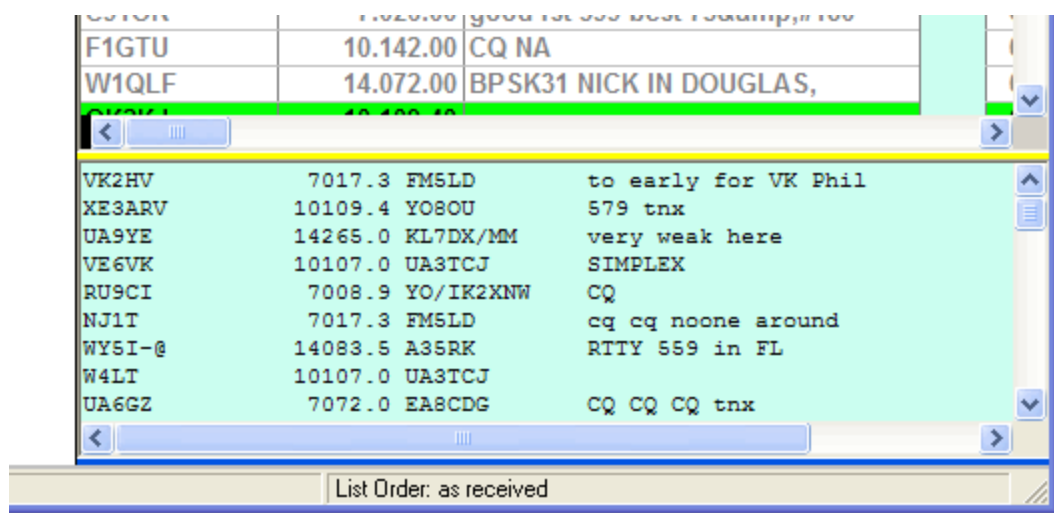 F1GTU 10.142.00 CQ NA
W1QLF 14.072.00 BPSK31 NICK IN DOUGLAS,
VK2HV 7017.3 FM5LD to early for VK Phil
XE3ARV 10109.4 YO8OU 579 tnx
UA9YE 14265.0 KL7DX/MM very weak here
VE6VK 10107.0 UA3TCJ SIMPLEX
RU9CI 7008.9 YO/IK2XNW CQ
NJ1T 7017.3 FM5LD cq cq noone around
WY5I-@ 14083.5 A35RK RTTY 559 in FL
W4LT 10107.0 UA3TCJ
UA6GZ 7072.0 EA8CDG CQ CQ CQ tnx
List Order: as received